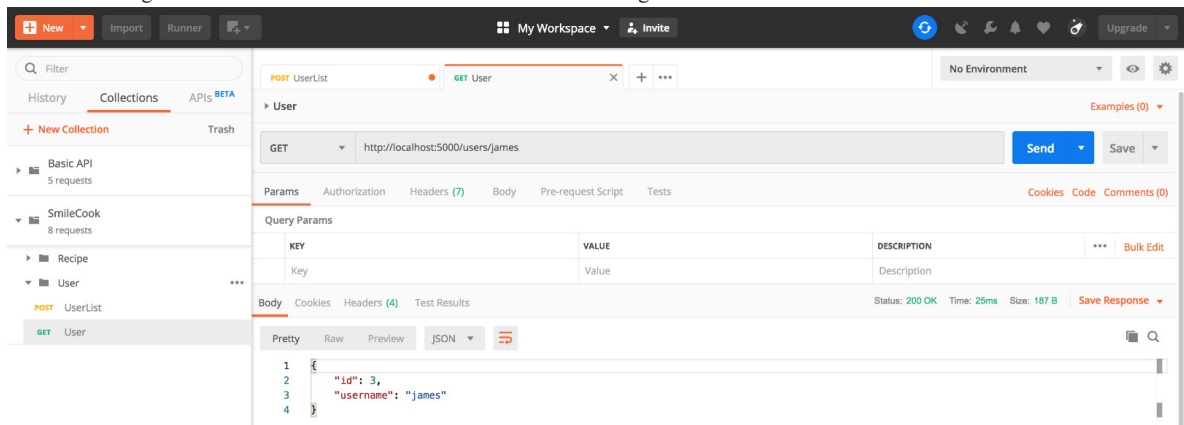 New Import Runner My Workspace Invite Upgrade
Filter
History Collections APIs BETA
+ New Collection Trash
Basic API
5 requests
SmileCook
8 requests
Recipe
User
POST UserList
GET User
POST UserList GET User No Environment
User Examples (0)
GET http://localhost:5000/users/james Send Save
Params Authorization Headers (7) Body Pre-request Script Tests Cookies Code Comments (0)
Query Params
KEY VALUE DESCRIPTION Bulk Edit
Key Value Description
Body Cookies Headers (4) Test Results Status: 200 OK Time: 25ms Size: 187 B Save Response
Pretty Raw Preview JSON
1 {
2 "id": 3,
3 "username": "james"
4 }